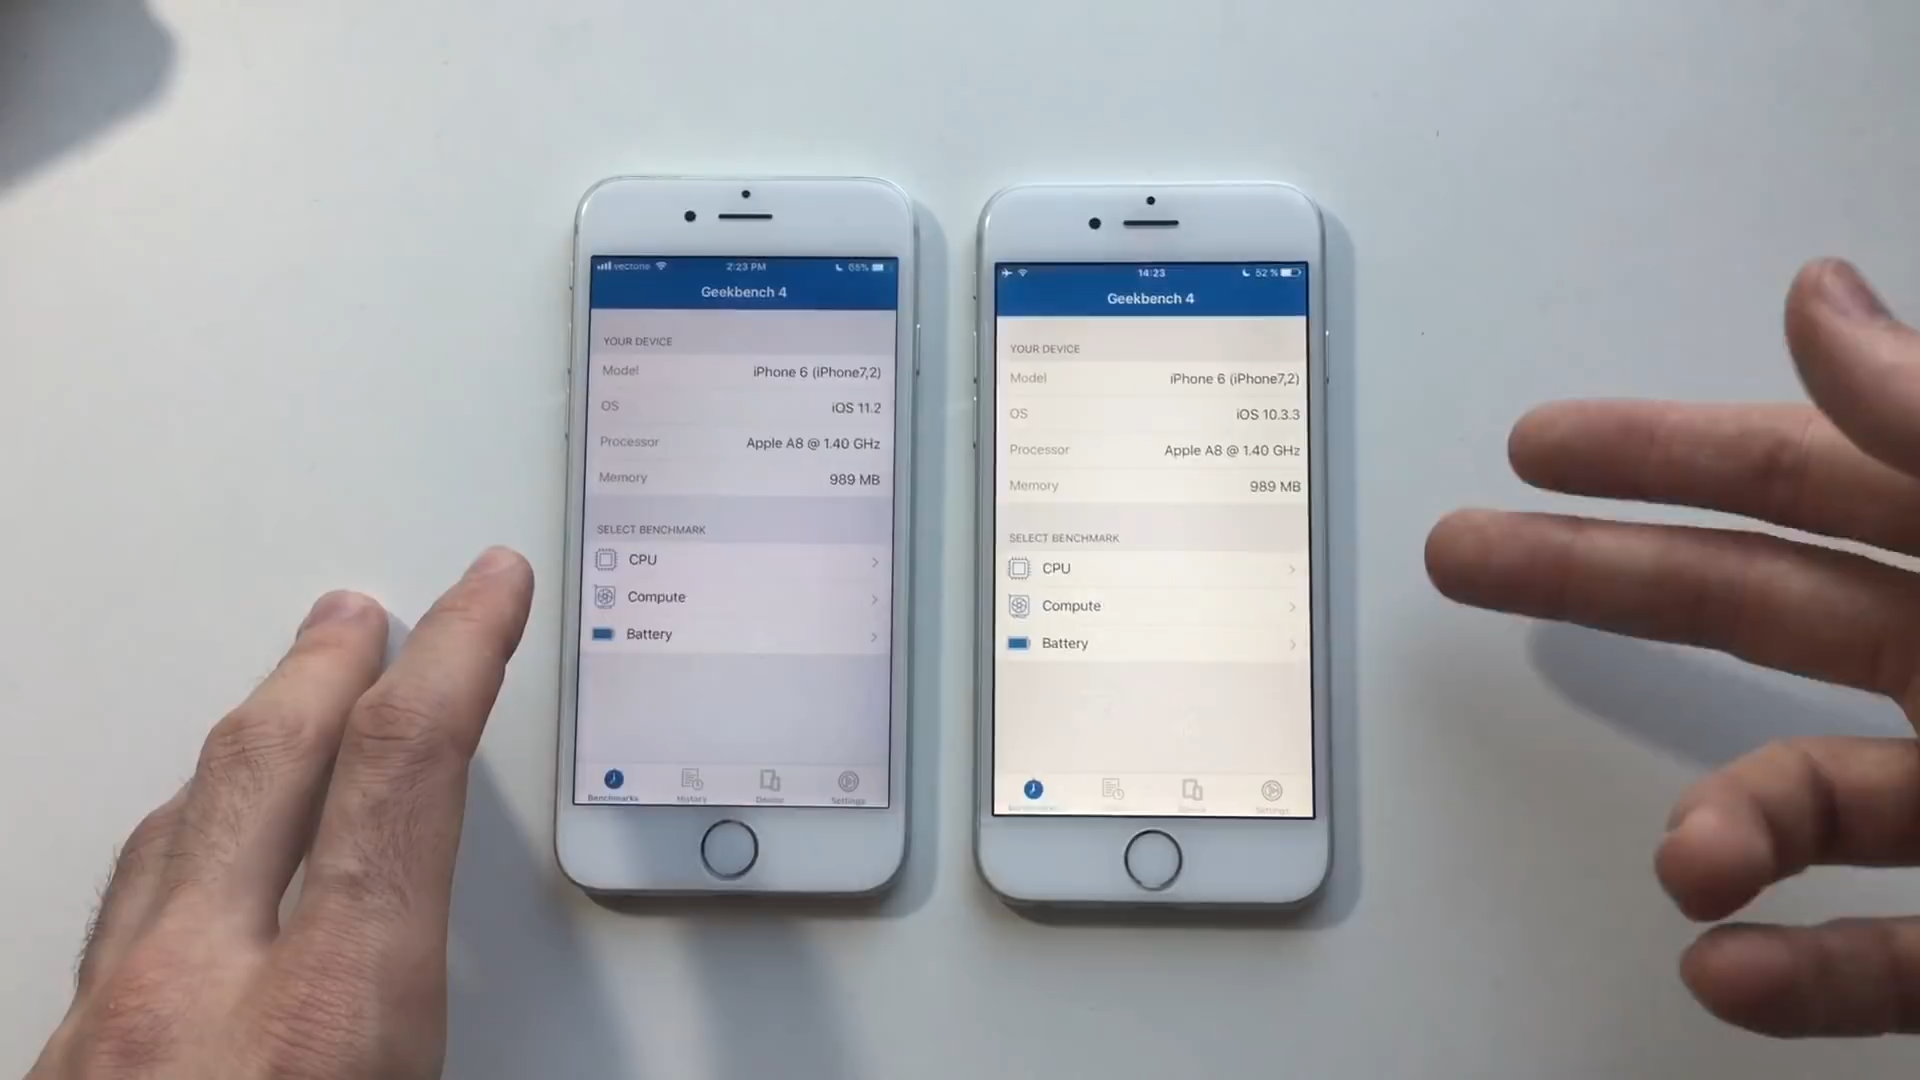 vectone 2:23 PM 65%
Geekbench 4
YOUR DEVICE
Model iPhone 6 (iPhone7,2)
OS iOS 11.2
Processor Apple A8 @ 1.40 GHz
Memory 989 MB
SELECT BENCHMARK
CPU
Compute
Battery
Benchmarks History Device Settings
14:23 52 %
Geekbench 4
YOUR DEVICE
Model iPhone 6 (iPhone7,2)
OS iOS 10.3.3
Processor Apple A8 @ 1.40 GHz
Memory 989 MB
SELECT BENCHMARK
CPU
Compute
Battery
Settings